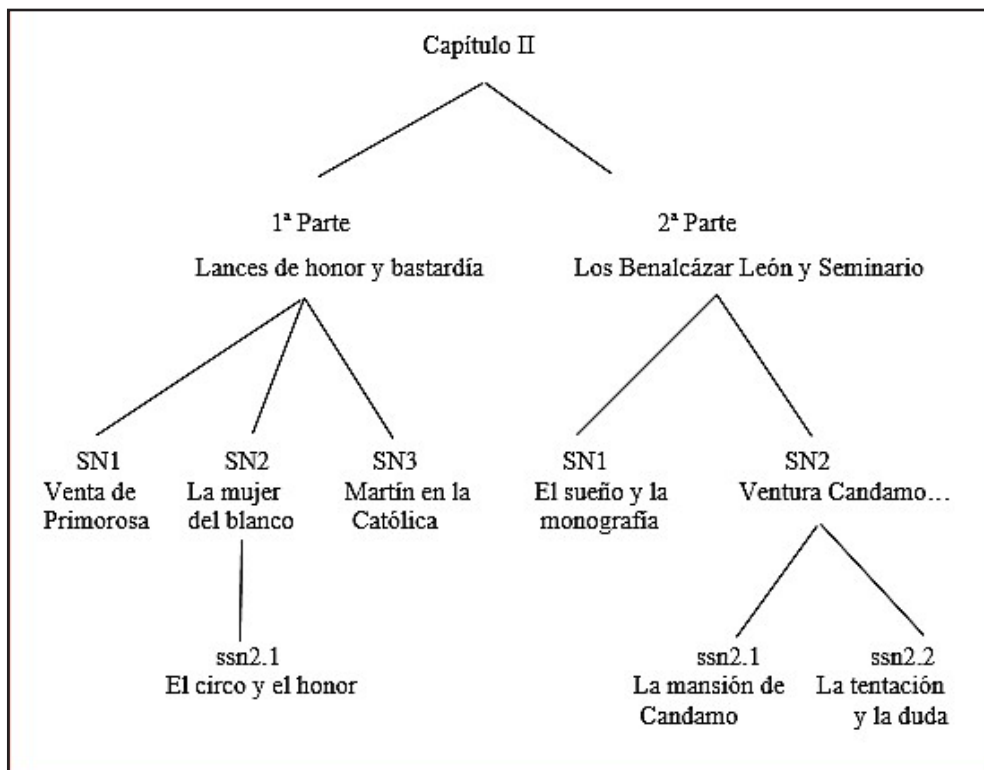 Capítulo II
1ª Parte
Lances de honor y bastardía
2ª Parte
Los Benalcázar León y Seminario
SN1
Venta de
Primorosa
SN2
La mujer
del blanco
SN3
Martín en la
Católica
SN1
El sueño y la
monografía
SN2
Ventura Candamo…
ssn2.1
El circo y el honor
ssn2.1
La mansión de
Candamo
ssn2.2
La tentación
y la duda